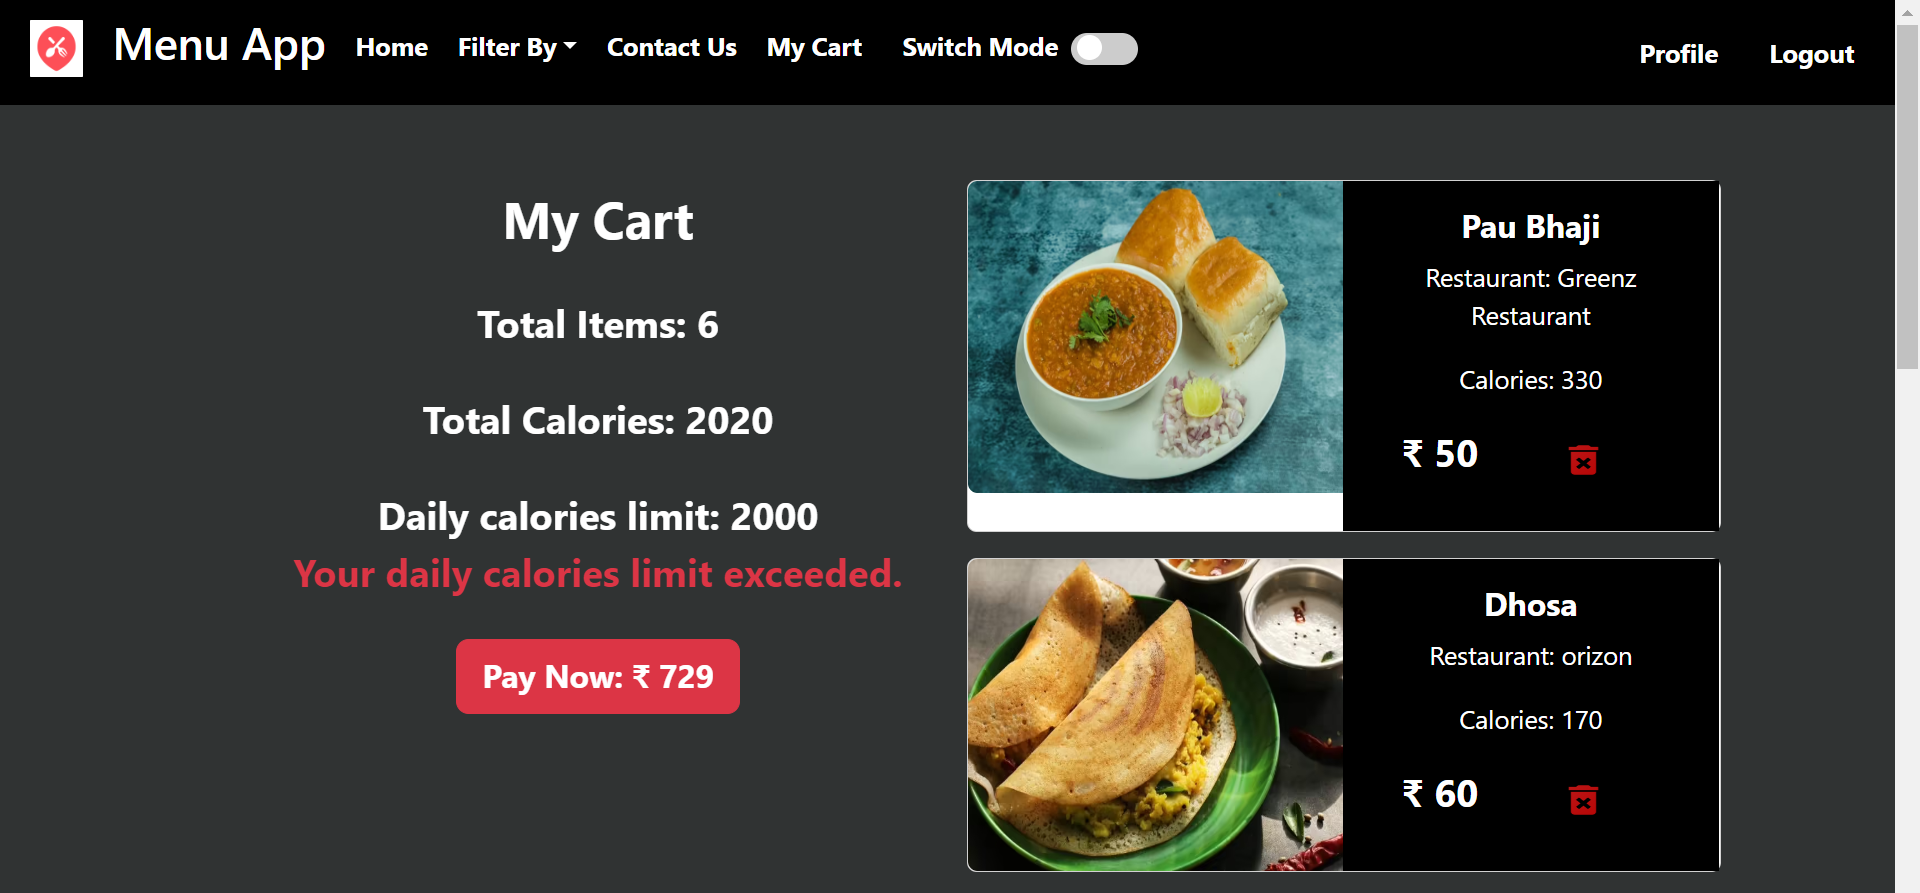 Menu App
Home
Filter By
Contact Us
My Cart
Switch Mode
Profile
Logout
My Cart
Total Items: 6
Total Calories: 2020
Daily calories limit: 2000
Your daily calories limit exceeded.
Pay Now: ₹ 729
Pau Bhaji
Restaurant: Greenz
Restaurant
Calories: 330
₹ 50
Dhosa
Restaurant: orizon
Calories: 170
₹ 60